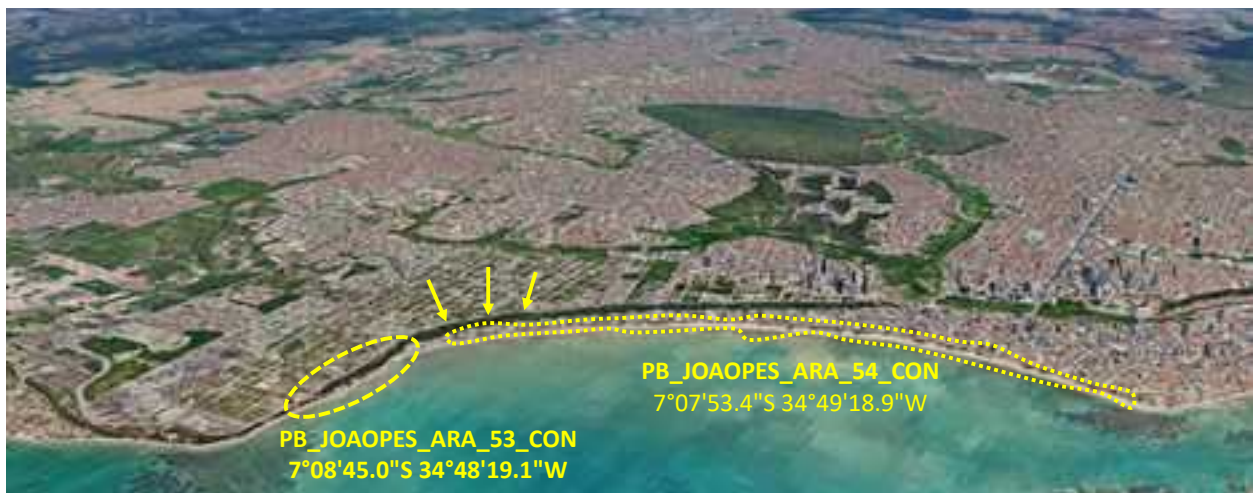 PB_JOAOPES_ARA_54_CON
7°07'53.4"S 34°49'18.9"W
PB_JOAOPES_ARA_53_CON
7°08'45.0"S 34°48'19.1"W